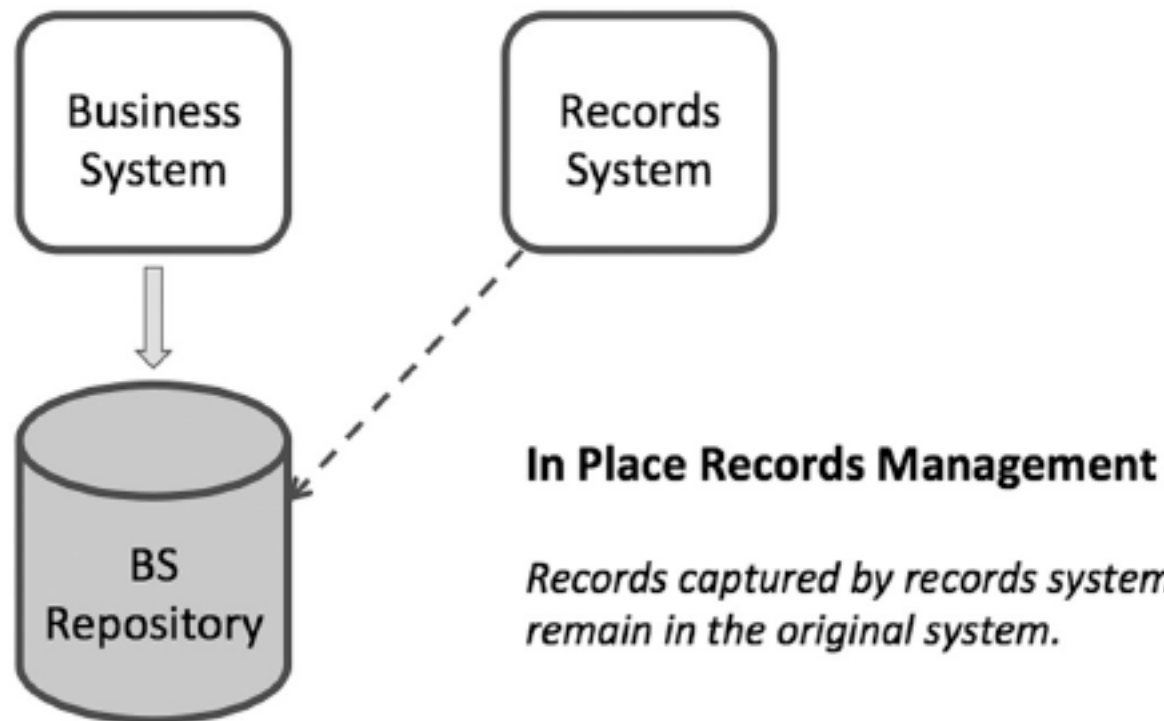 Business
System
Records
System
BS
Repository
In Place Records Management
Records captured by records system
remain in the original system.